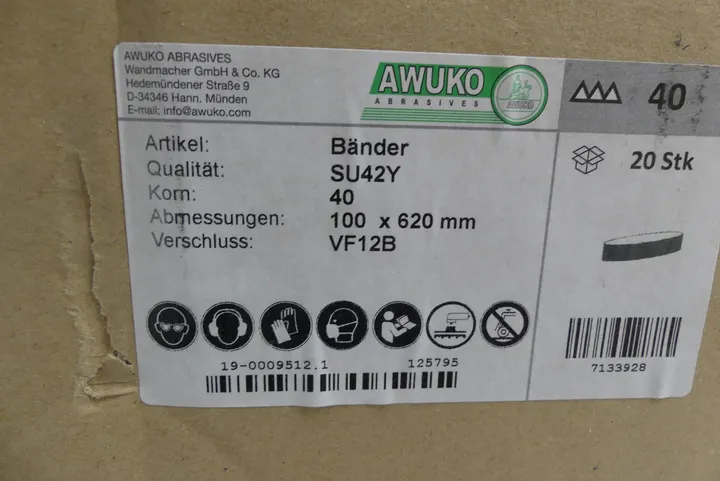 AWUKO ABRASIVES
Wandmacher GmbH & Co. KG
Hedemündener Straße 9
D-34346 Hann. Münden
E-mail: info@awuko.com
AWUKO
ABRASIVES
AWUKO
40
Artikel: Bänder
Qualität: SU42Y
Korn: 40
Abmessungen: 100 x 620 mm
Verschluss: VF12B
20 Stk
19-0009512.1 125795
7133928